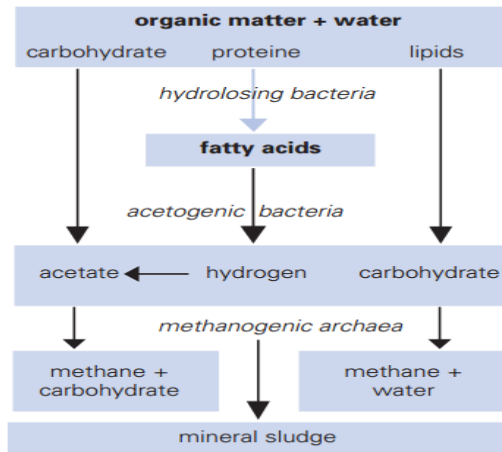 organic matter + water
carbohydrate proteine lipids
hydrolosing bacteria
fatty acids
acetogenic bacteria
acetate hydrogen carbohydrate
methanogenic archaea
methane +
carbohydrate
methane +
water
mineral sludge